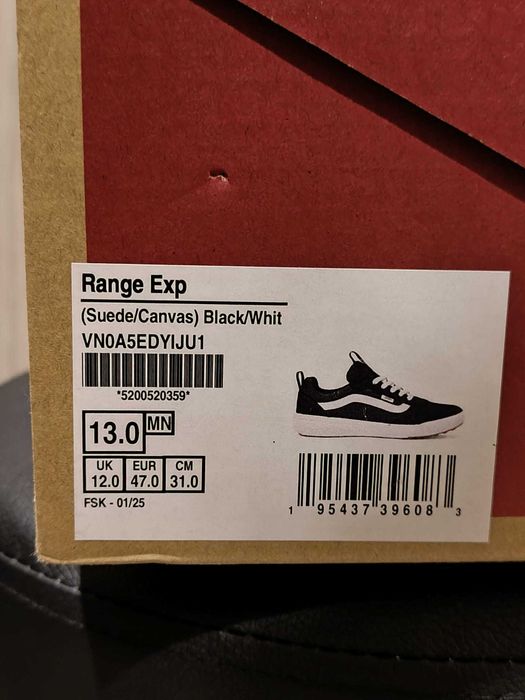 Range Exp
(Suede/Canvas) Black/Whit
VN0A5EDYIJU1
*5200520359*
13.0 MN
UK EUR CM
12.0 47.0 31.0
FSK - 01/25
1 95437 39608 3